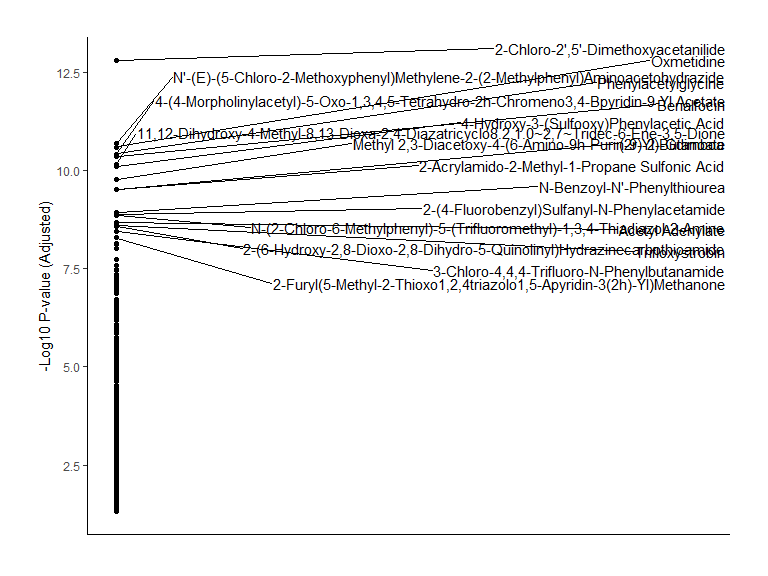 2-Chloro-2',5'-Dimethoxyacetanilide
Oxmetidine
N'-(E)-(5-Chloro-2-Methoxyphenyl)Methylene-2-(2-Methylphenyl)Aminoacetohydrazide
Phenylacetylglycine
4-(4-Morpholinylacetyl)-5-Oxo-1,3,4,5-Tetrahydro-2h-Chromeno3,4-Bpyridin-9-Yl Acetate
Benalfocin
4-Hydroxy-3-(Sulfooxy)Phenylacetic Acid
11,12-Dihydroxy-4-Methyl-8,13-Dioxa-2,4-Diazatricyclo8.2.1.0~2,7~Tridec-6-Ene-3,5-Dione
Methyl 2,3-Diacetoxy-4-(6-Amino-9h-Purin-9-Yl)
2-Acrylamido-2-Methyl-1-Propane Sulfonic Acid
N-Benzoyl-N'-Phenylthiourea
2-(4-Fluorobenzyl)Sulfanyl-N-Phenylacetamide
N-(2-Chloro-6-Methylphenyl)-5-(Trifluoromethyl)-1,3,4-Thiadiazol-2-Amine
Acetyl Adenylate
2-(6-Hydroxy-2,8-Dioxo-2,8-Dihydro-5-Quinolinyl)Hydrazinecarbothioamide
Trifloxystrobin
3-Chloro-4,4,4-Trifluoro-N-Phenylbutanamide
2-Furyl(5-Methyl-2-Thioxo1,2,4triazolo1,5-Apyridin-3(2h)-Yl)Methanone
12.5
10.0
7.5
5.0
2.5
-Log10 P-value (Adjusted)